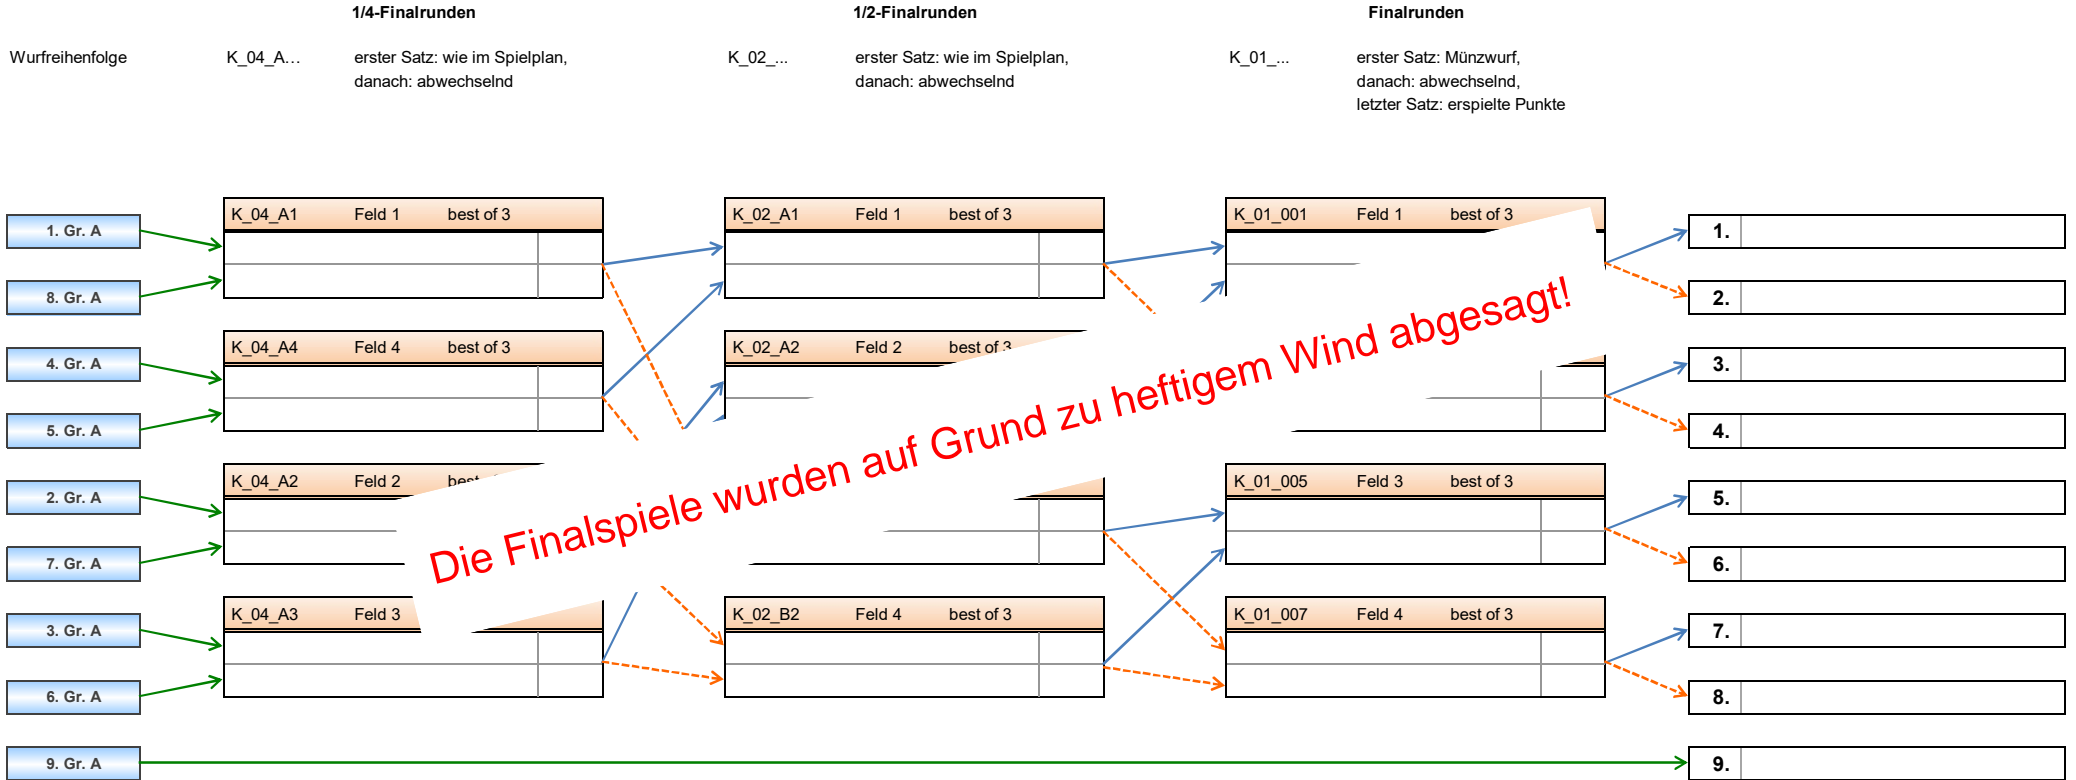 1/4-Finalrunden 1/2-Finalrunden Finalrunden
Wurfreihenfolge K_04_A... erster Satz: wie im Spielplan, K_02_... erster Satz: wie im Spielplan, K_01_... erster Satz: Münzwurf,
danach: abwechselnd danach: abwechselnd danach: abwechselnd,
letzter Satz: erspielte Punkte
K_04_A1 Feld 1 best of 3 K_02_A1 Feld 1 best of 3 K_01_001 Feld 1 best of 3
1. Gr. A 1.
8. Gr. A 2.
K_04_A4 Feld 4 best of 3 K_02_A2 Feld 2 best of 3
4. Gr. A 3.
5. Gr. A 4.
Die Finalspiele wurden auf Grund zu heftigem Wind abgesagt!
K_04_A2 Feld 2 best K_01_005 Feld 3 best of 3
2. Gr. A 5.
7. Gr. A 6.
K_04_A3 Feld 3 K_02_B2 Feld 4 best of 3 K_01_007 Feld 4 best of 3
3. Gr. A 7.
6. Gr. A 8.
9. Gr. A 9.